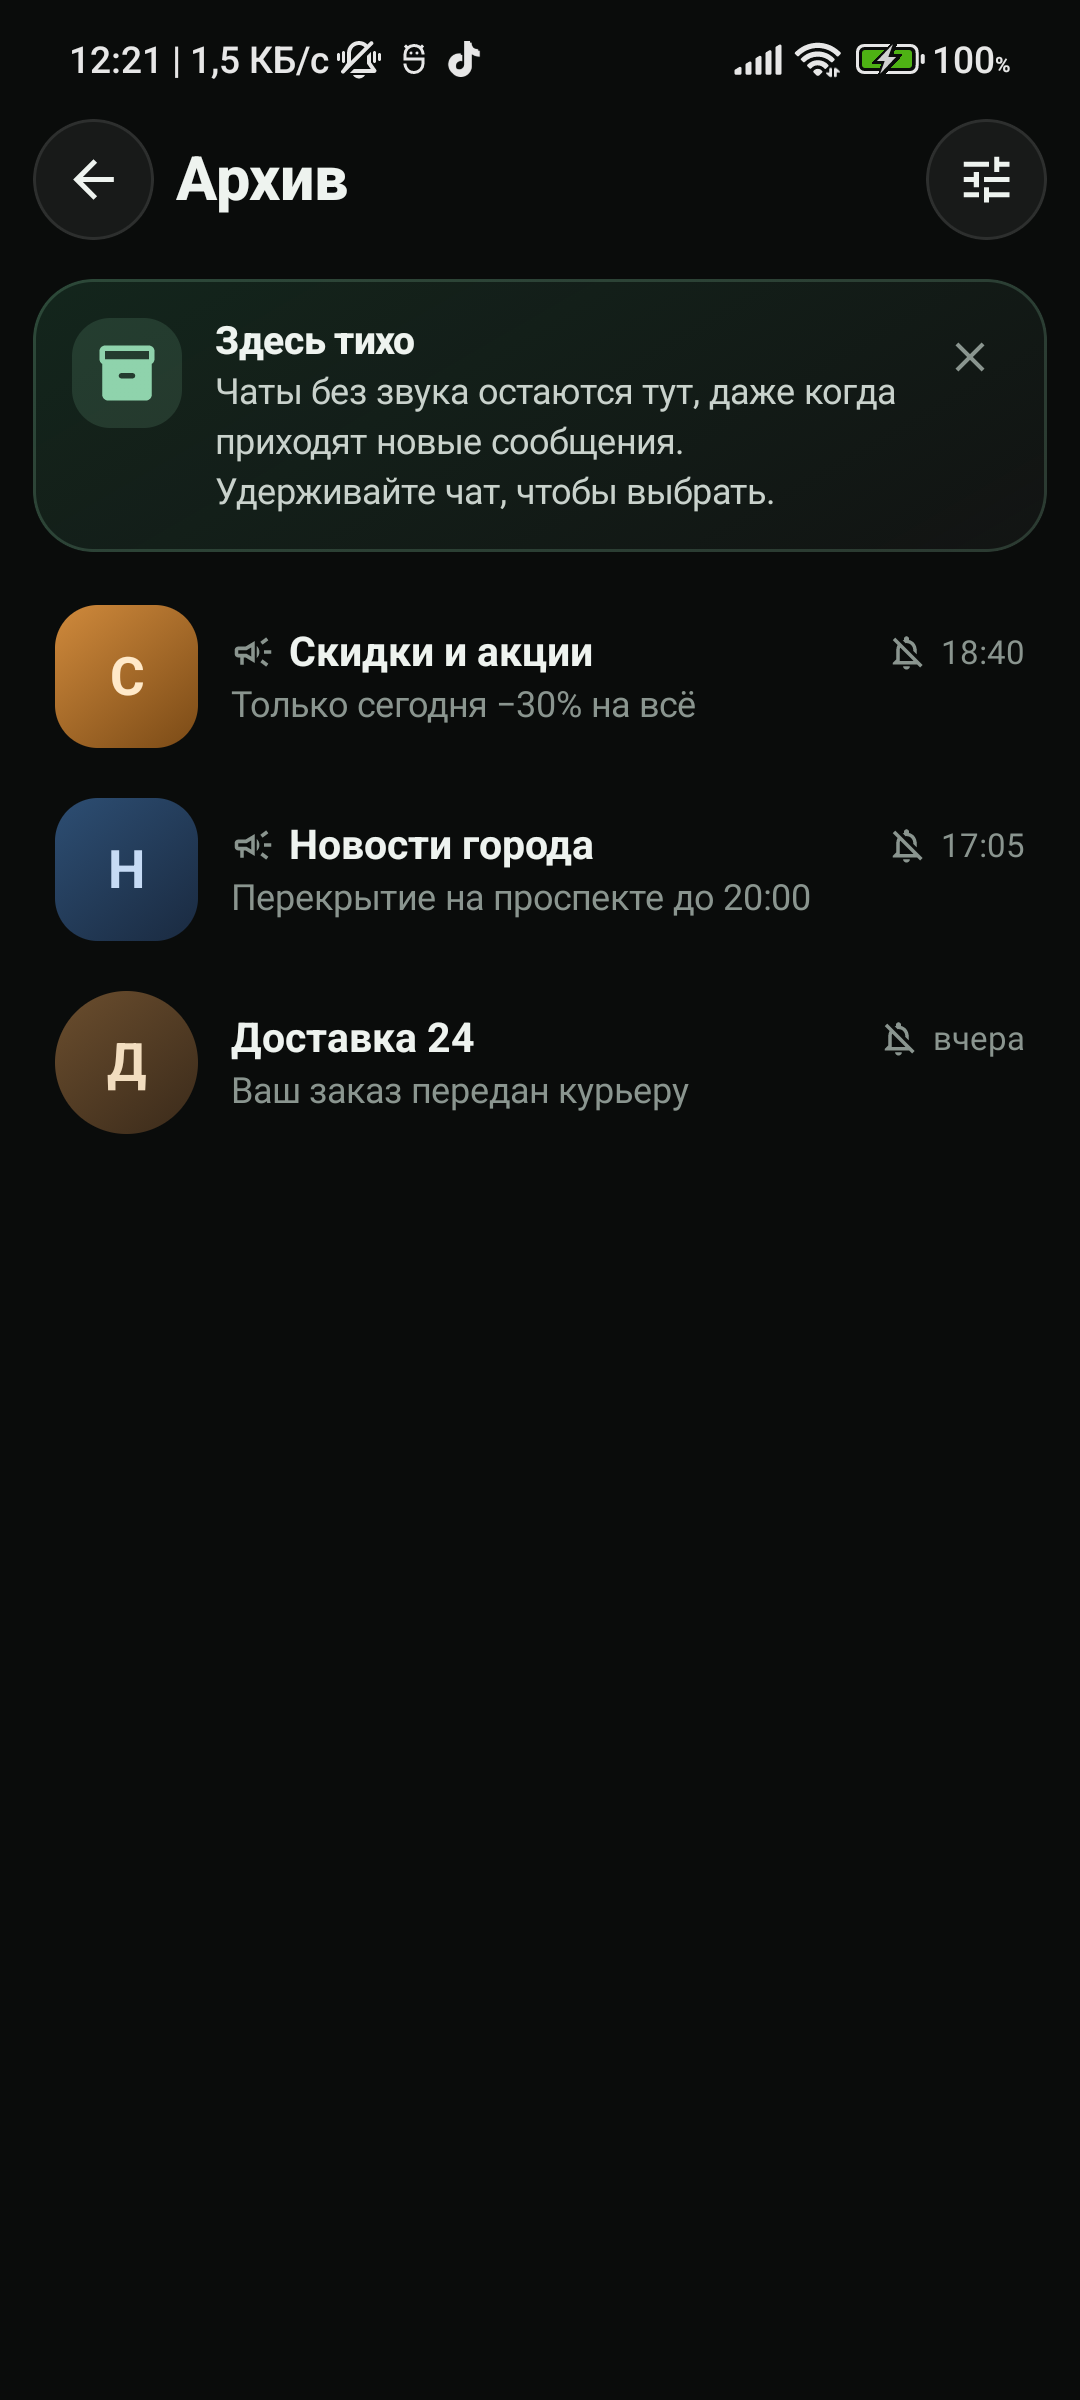 12:21 | 1,5 КБ/с 100%
Архив
Здесь тихо
Чаты без звука остаются тут, даже когда
приходят новые сообщения.
Удерживайте чат, чтобы выбрать.
С
Скидки и акции 18:40
Только сегодня −30% на всё
Н
Новости города 17:05
Перекрытие на проспекте до 20:00
Д
Доставка 24 вчера
Ваш заказ передан курьеру